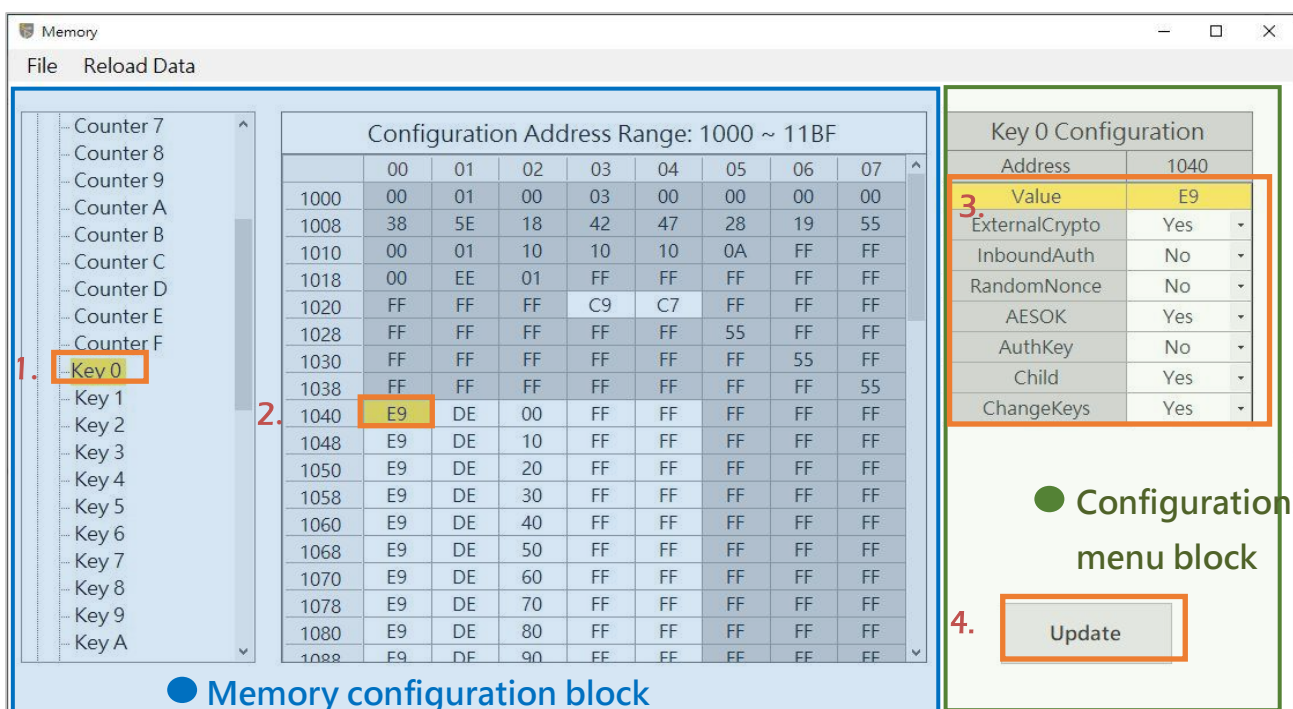 Memory
File Reload Data
Counter 7
Counter 8
Counter 9
Counter A
Counter B
Counter C
Counter D
Counter E
Counter F
1. Key 0
Key 1
Key 2
Key 3
Key 4
Key 5
Key 6
Key 7
Key 8
Key 9
Key A
Configuration Address Range: 1000 ~ 11BF
00 01 02 03 04 05 06 07
1000 00 01 00 03 00 00 00 00
1008 38 5E 18 42 47 28 19 55
1010 00 01 10 10 10 0A FF FF
1018 00 EE 01 FF FF FF FF FF
1020 FF FF FF C9 C7 FF FF FF
1028 FF FF FF FF FF 55 FF FF
1030 FF FF FF FF FF FF 55 FF
1038 FF FF FF FF FF FF FF 55
2. 1040 E9 DE 00 FF FF FF FF FF
1048 E9 DE 10 FF FF FF FF FF
1050 E9 DE 20 FF FF FF FF FF
1058 E9 DE 30 FF FF FF FF FF
1060 E9 DE 40 FF FF FF FF FF
1068 E9 DE 50 FF FF FF FF FF
1070 E9 DE 60 FF FF FF FF FF
1078 E9 DE 70 FF FF FF FF FF
1080 E9 DE 80 FF FF FF FF FF
1088 E9 DE 90 FF FF FF FF FF
Memory configuration block
Key 0 Configuration
Address 1040
3. Value E9
ExternalCrypto Yes
InboundAuth No
RandomNonce No
AESOK Yes
AuthKey No
Child Yes
ChangeKeys Yes
Configuration
menu block
4. Update